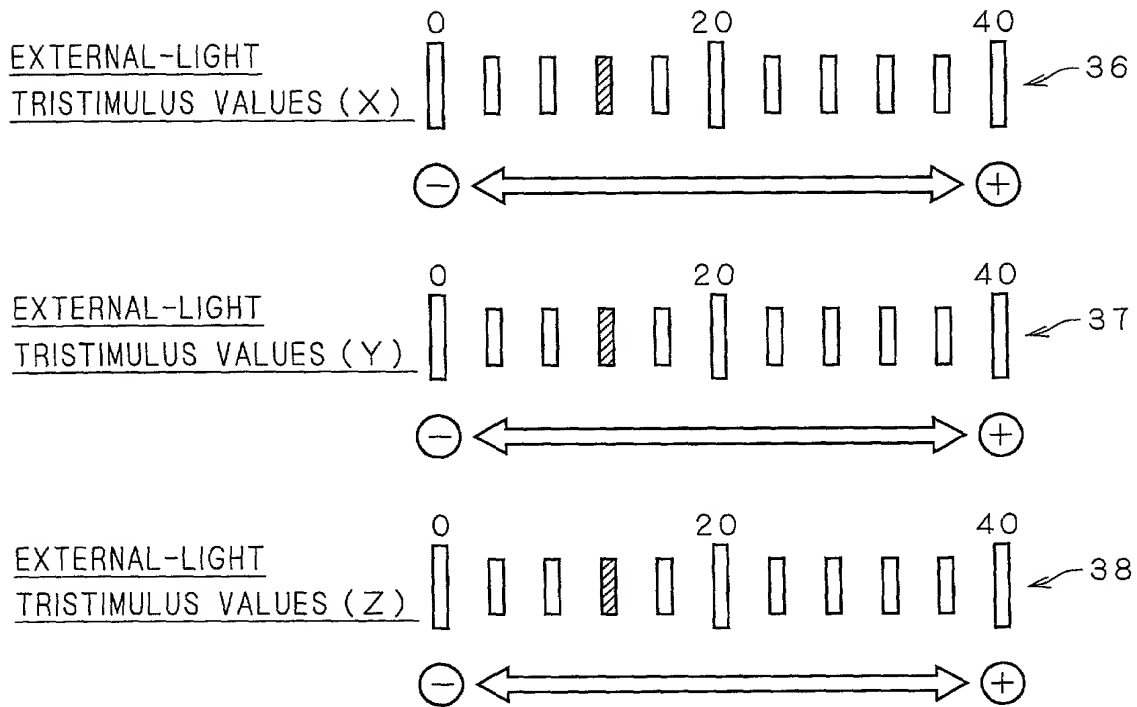 0 20 40
EXTERNAL-LIGHT
TRISTIMULUS VALUES (X)
36
− +
0 20 40
EXTERNAL-LIGHT
TRISTIMULUS VALUES (Y)
37
− +
0 20 40
EXTERNAL-LIGHT
TRISTIMULUS VALUES (Z)
38
− +